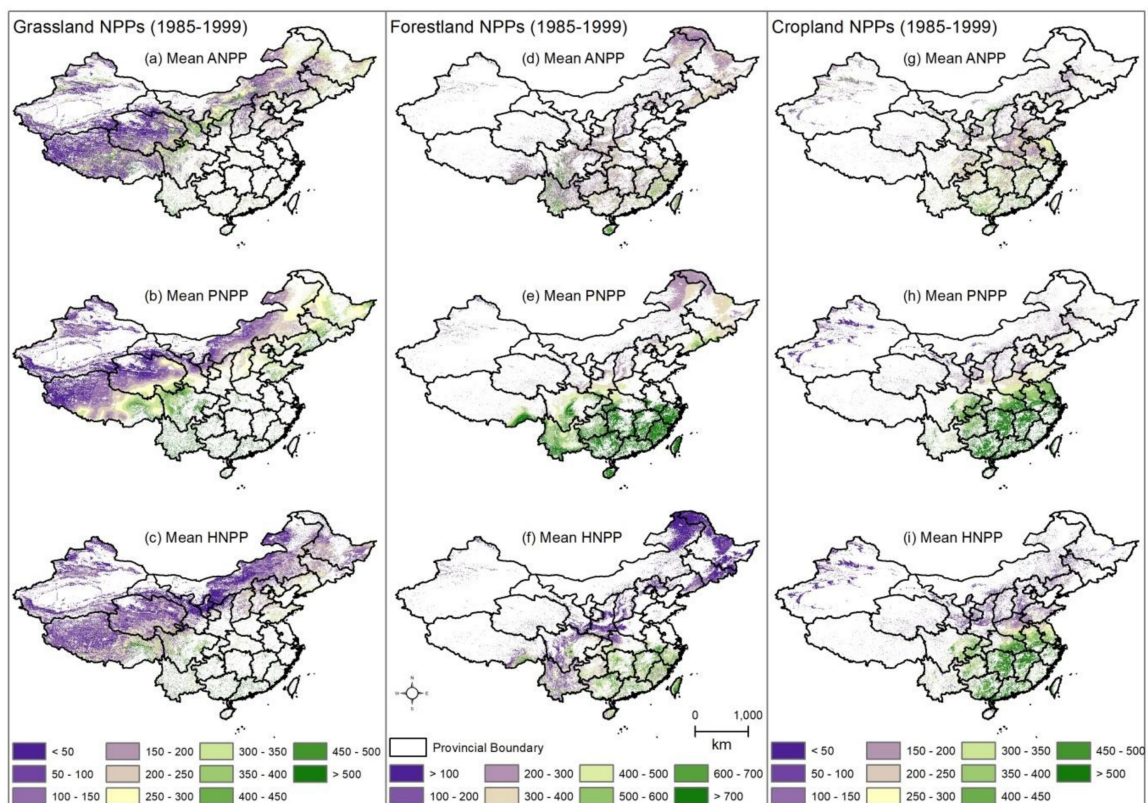 Grassland NPPs (1985-1999)
(a) Mean ANPP
(b) Mean PNPP
(c) Mean HNPP
< 50
50 - 100
100 - 150
150 - 200
200 - 250
250 - 300
300 - 350
350 - 400
400 - 450
450 - 500
> 500
Forestland NPPs (1985-1999)
(d) Mean ANPP
(e) Mean PNPP
(f) Mean HNPP
N
E
S
0 1,000
km
Provincial Boundary
> 100
100 - 200
200 - 300
300 - 400
400 - 500
500 - 600
600 - 700
> 700
Cropland NPPs (1985-1999)
(g) Mean ANPP
(h) Mean PNPP
(i) Mean HNPP
< 50
50 - 100
100 - 150
150 - 200
200 - 250
250 - 300
300 - 350
350 - 400
400 - 450
450 - 500
> 500